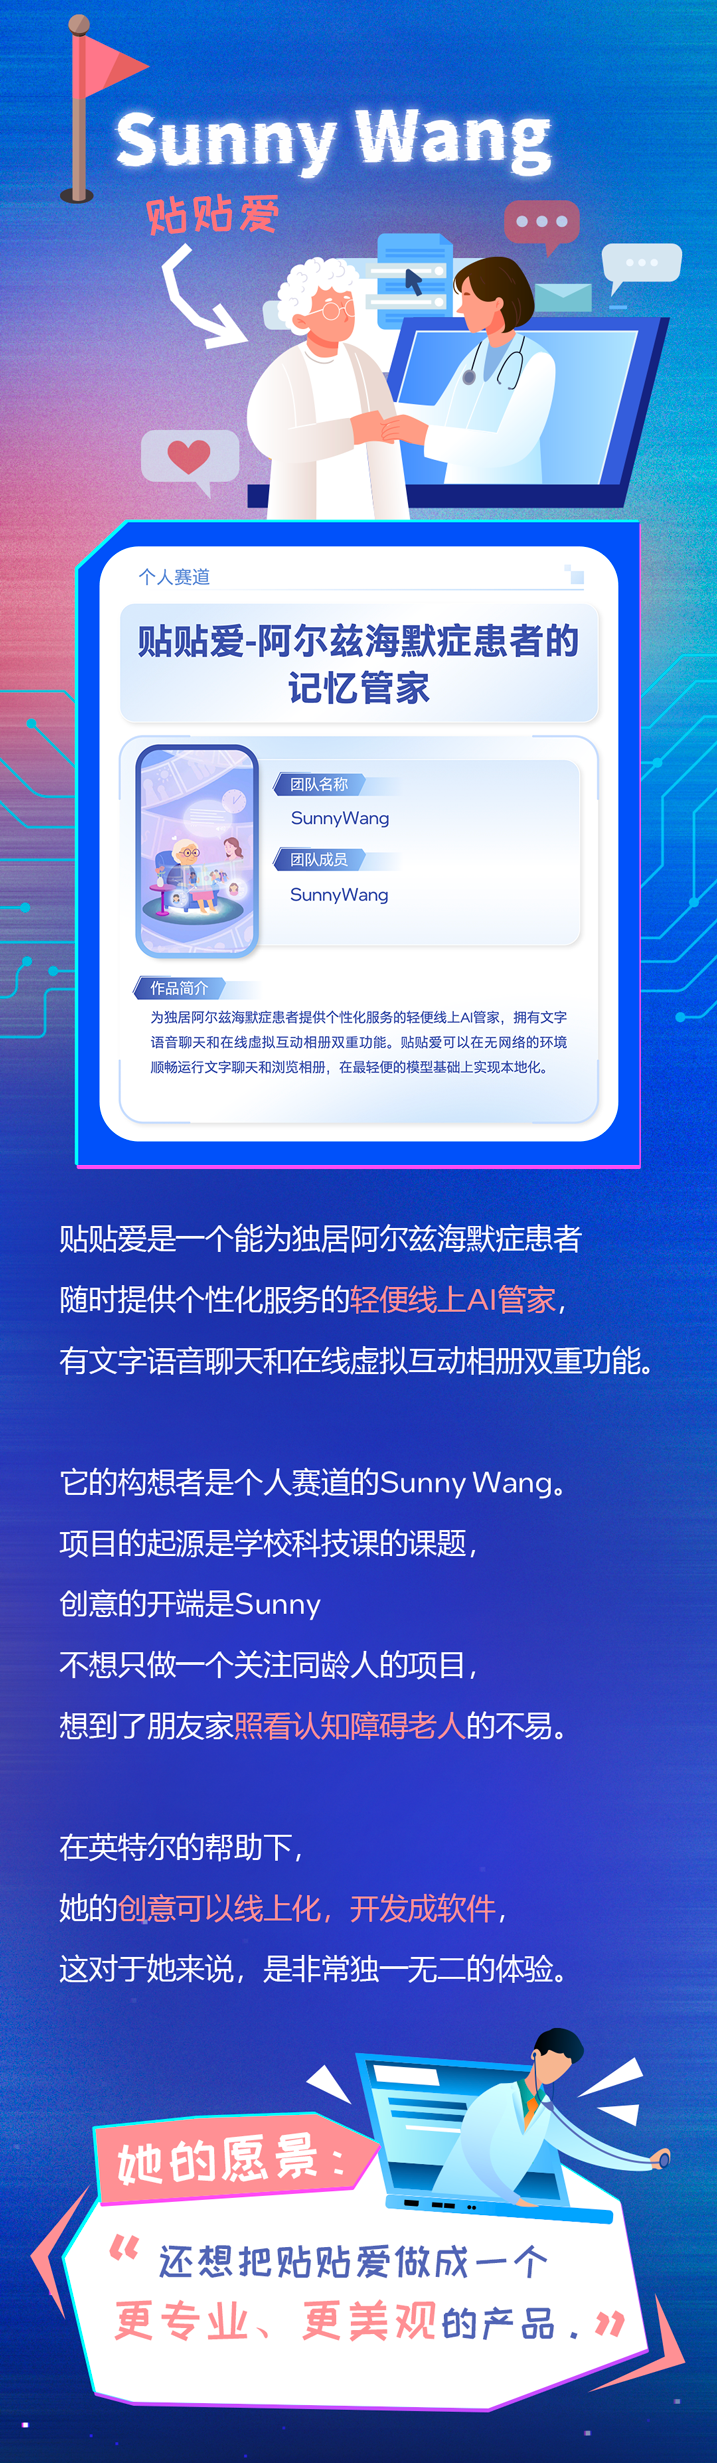 Sunny Wang
贴贴爱
个人赛道
贴贴爱-阿尔兹海默症患者的
记忆管家
团队名称
SunnyWang
团队成员
SunnyWang
作品简介
为独居阿尔兹海默症患者提供个性化服务的轻便线上AI管家，拥有文字
语音聊天和在线虚拟互动相册双重功能。贴贴爱可以在无网络的环境
顺畅运行文字聊天和浏览相册，在最轻便的模型基础上实现本地化。
贴贴爱是一个能为独居阿尔兹海默症患者
随时提供个性化服务的轻便线上AI管家，
有文字语音聊天和在线虚拟互动相册双重功能。
它的构想者是个人赛道的Sunny Wang。
项目的起源是学校科技课的课题，
创意的开端是Sunny
不想只做一个关注同龄人的项目，
想到了朋友家照看认知障碍老人的不易。
在英特尔的帮助下，
她的创意可以线上化，开发成软件，
这对于她来说，是非常独一无二的体验。
她的愿景：
“还想把贴贴爱做成一个
更专业、更美观的产品.”